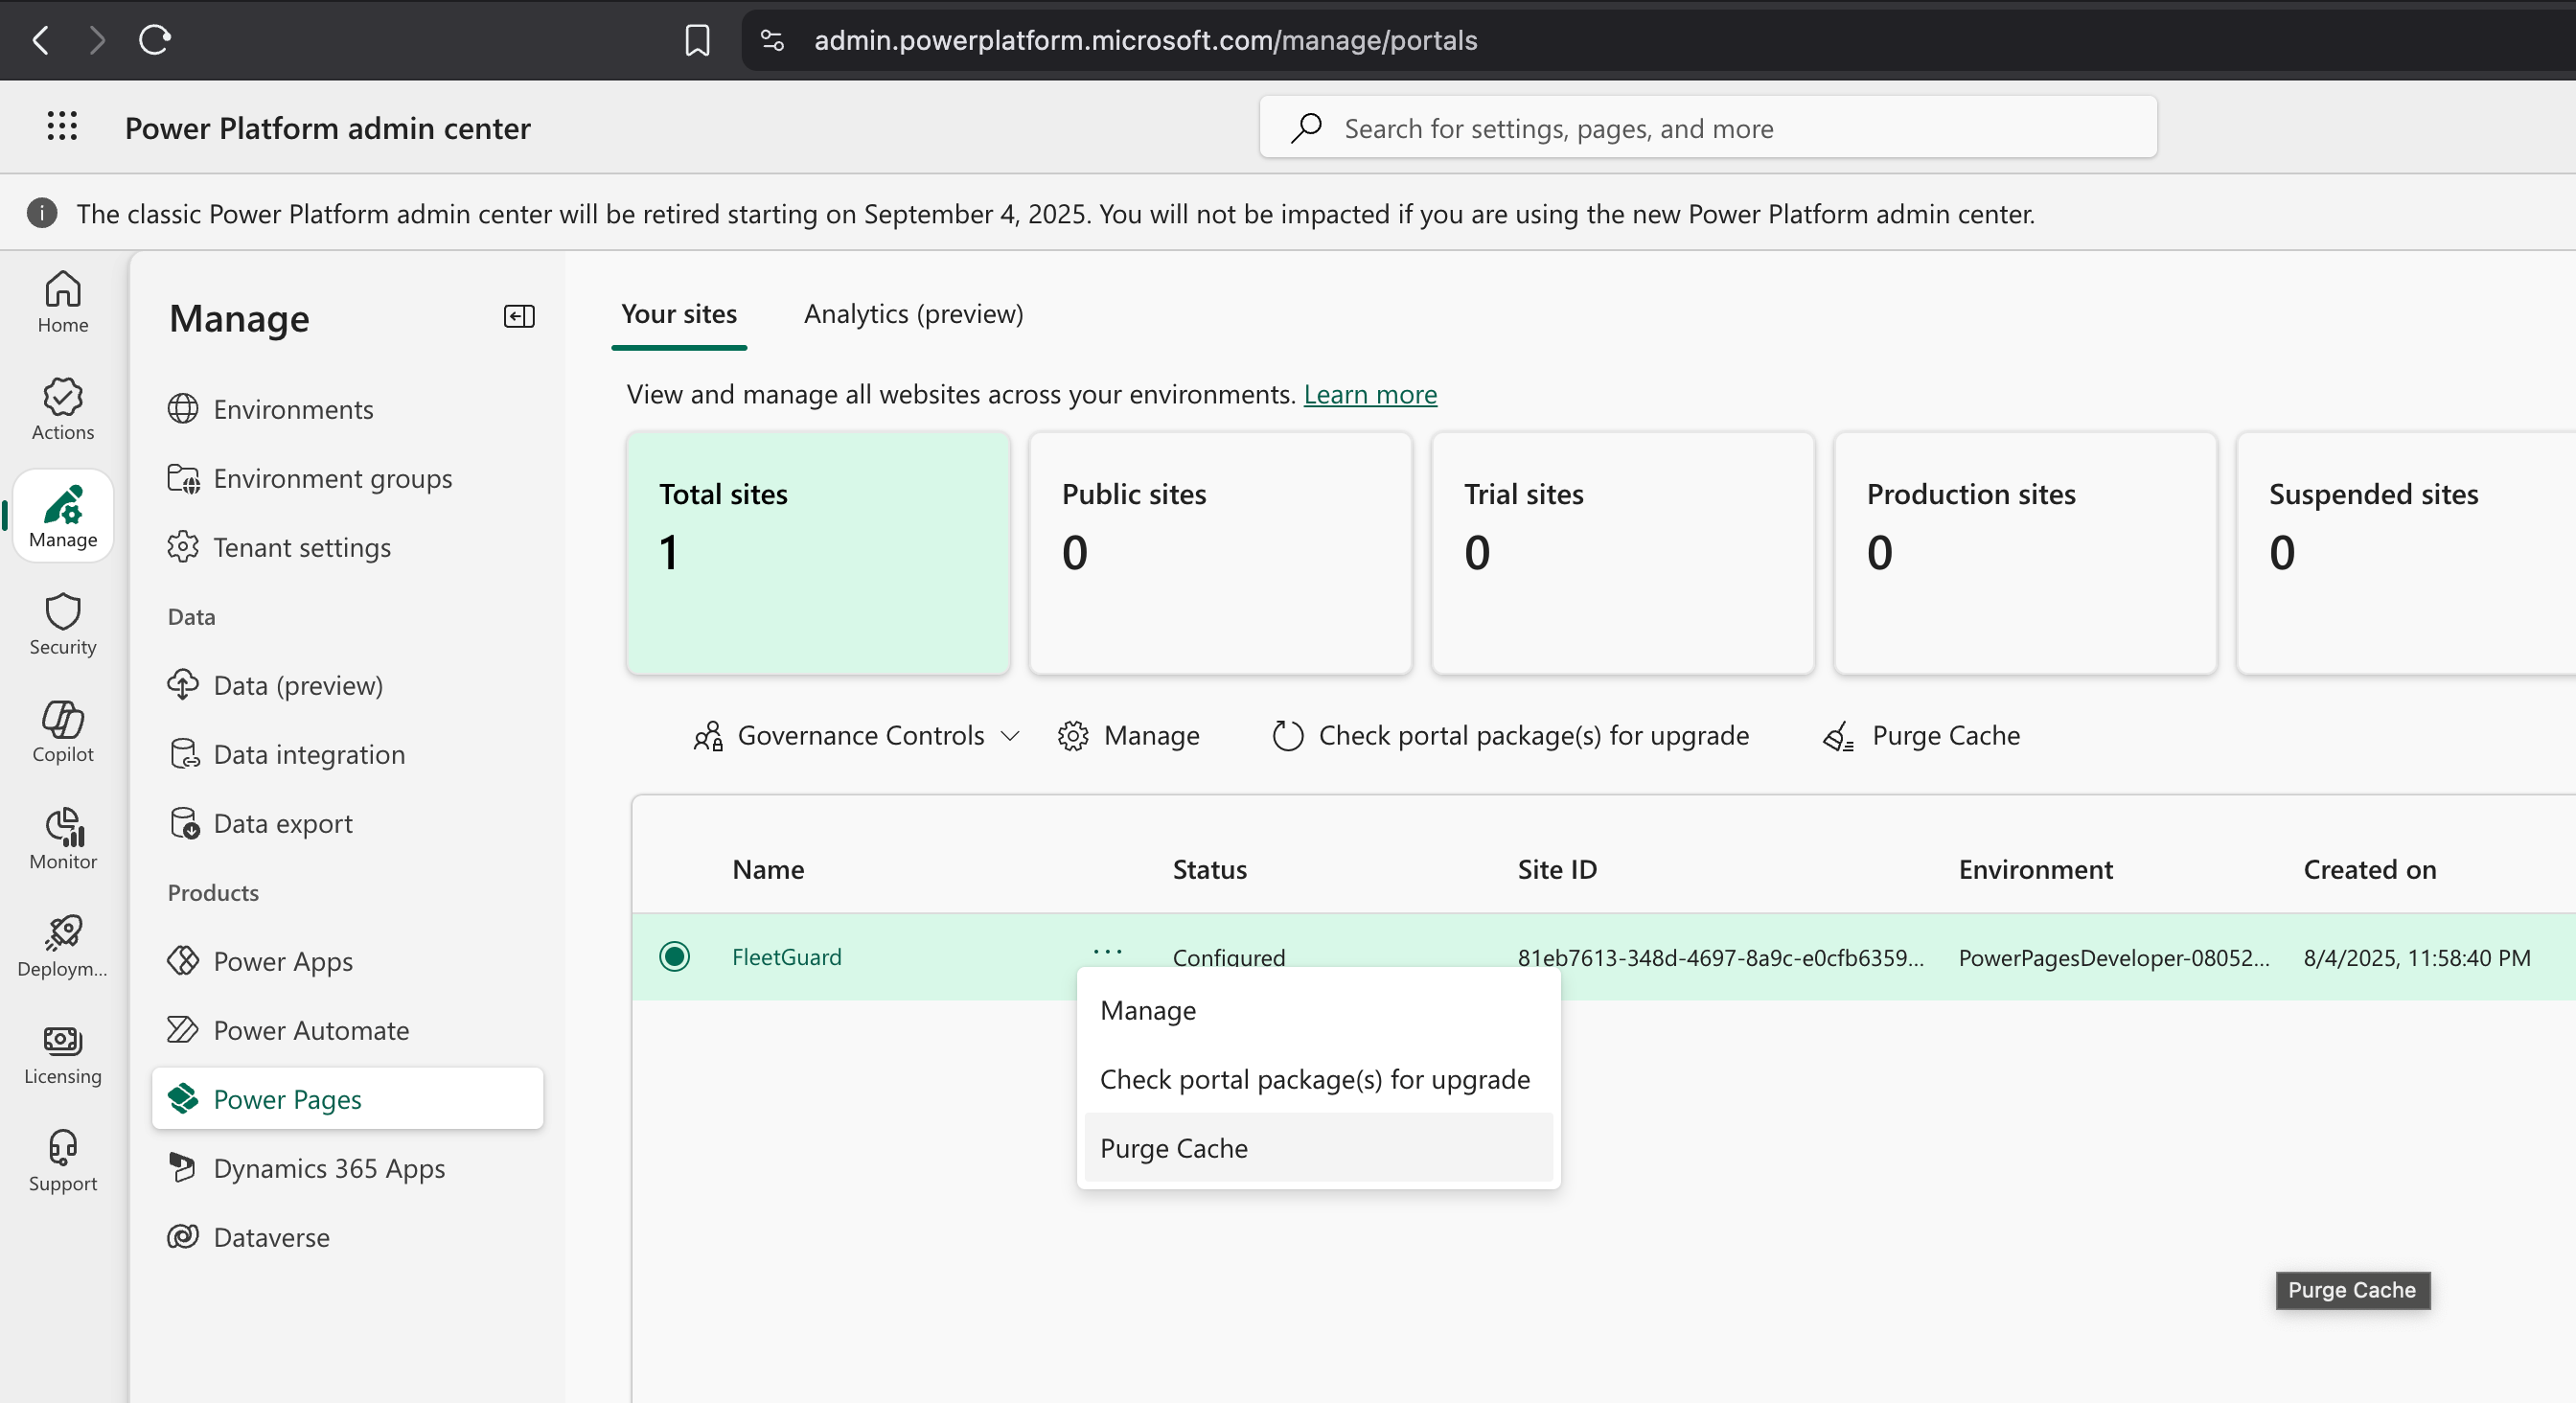 admin.powerplatform.microsoft.com/manage/portals
Power Platform admin center
Search for settings, pages, and more
The classic Power Platform admin center will be retired starting on September 4, 2025. You will not be impacted if you are using the new Power Platform admin center.
Home
Actions
Manage
Security
Copilot
Monitor
Deploym...
Licensing
Support
Manage
Environments
Environment groups
Tenant settings
Data
Data (preview)
Data integration
Data export
Products
Power Apps
Power Automate
Power Pages
Dynamics 365 Apps
Dataverse
Your sites Analytics (preview)
View and manage all websites across your environments. Learn more
Total sites
1
Public sites
0
Trial sites
0
Production sites
0
Suspended sites
0
Governance Controls Manage Check portal package(s) for upgrade Purge Cache
Name Status Site ID Environment Created on
FleetGuard ... Configured 81eb7613-348d-4697-8a9c-e0cfb6359... PowerPagesDeveloper-08052... 8/4/2025, 11:58:40 PM
Manage
Check portal package(s) for upgrade
Purge Cache
Purge Cache